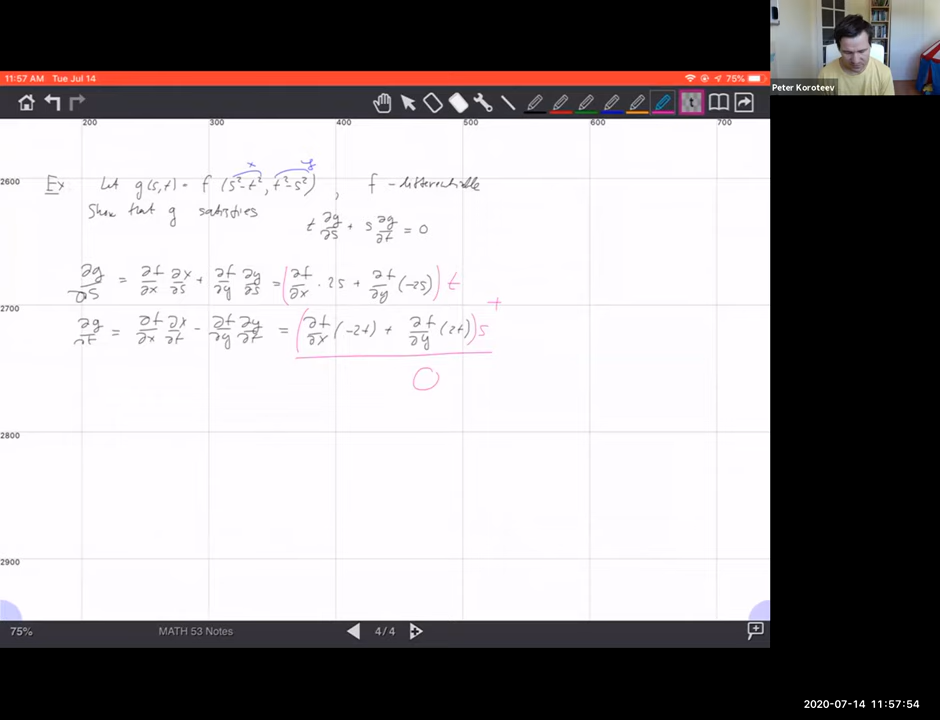 11:57 AM Tue Jul 14
75%
Peter Koroteev
t
200 300 400 500 600 700
2600
Ex Let g(s,t) = f (s²-t², t²-s²), f - differentiable
x y
Show that g satisfies
t ∂g/∂s + s ∂g/∂t = 0
∂g/∂s = ∂f/∂x ∂x/∂s + ∂f/∂y ∂y/∂s = (∂f/∂x · 2s + ∂f/∂y (-2s)) t
2700
+
∂g/∂t = ∂f/∂x ∂x/∂t - ∂f/∂y ∂y/∂t = (∂f/∂x (-2t) + ∂f/∂y (2t)) s
0
2800
2900
75% MATH 53 Notes 4/4
2020-07-14 11:57:54